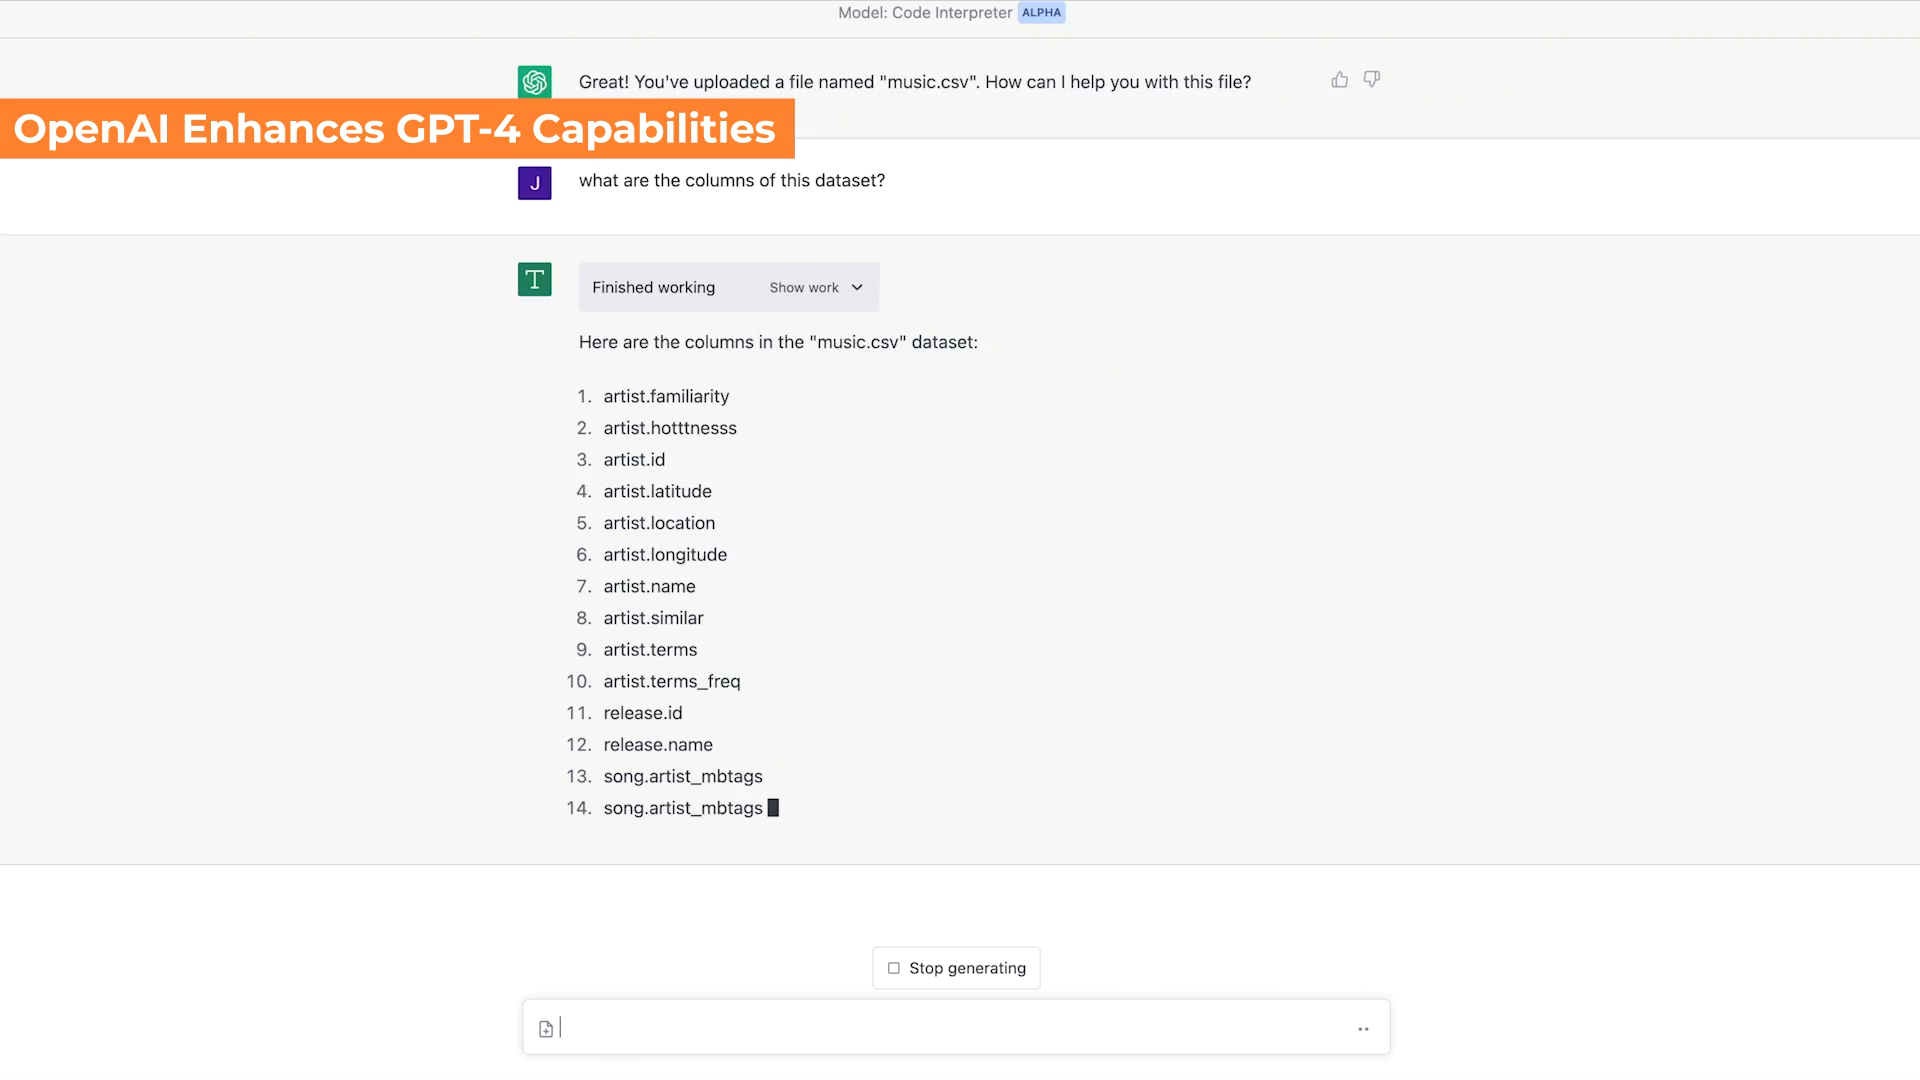 Model: Code Interpreter ALPHA
Great! You've uploaded a file named "music.csv". How can I help you with this file?
OpenAI Enhances GPT-4 Capabilities
J
what are the columns of this dataset?
T
Finished working Show work
Here are the columns in the "music.csv" dataset:
1. artist.familiarity
2. artist.hotttnesss
3. artist.id
4. artist.latitude
5. artist.location
6. artist.longitude
7. artist.name
8. artist.similar
9. artist.terms
10. artist.terms_freq
11. release.id
12. release.name
13. song.artist_mbtags
14. song.artist_mbtags
Stop generating